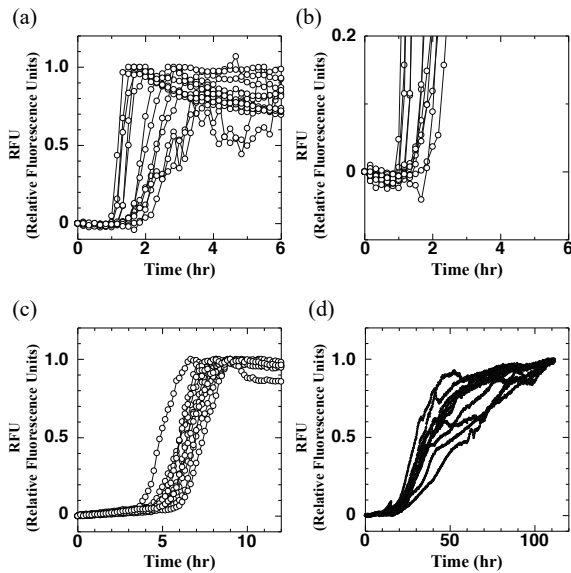 (a)
1.0
0.5
0
0
2
4
6
RFU
(Relative Fluorescence Units)
Time (hr)
(b)
0.2
0
0
2
4
6
RFU
(Relative Fluorescence Units)
Time (hr)
(c)
1.0
0.5
0
0
5
10
RFU
(Relative Fluorescence Units)
Time (hr)
(d)
1.0
0.5
0
0
50
100
RFU
(Relative Fluorescence Units)
Time (hr)